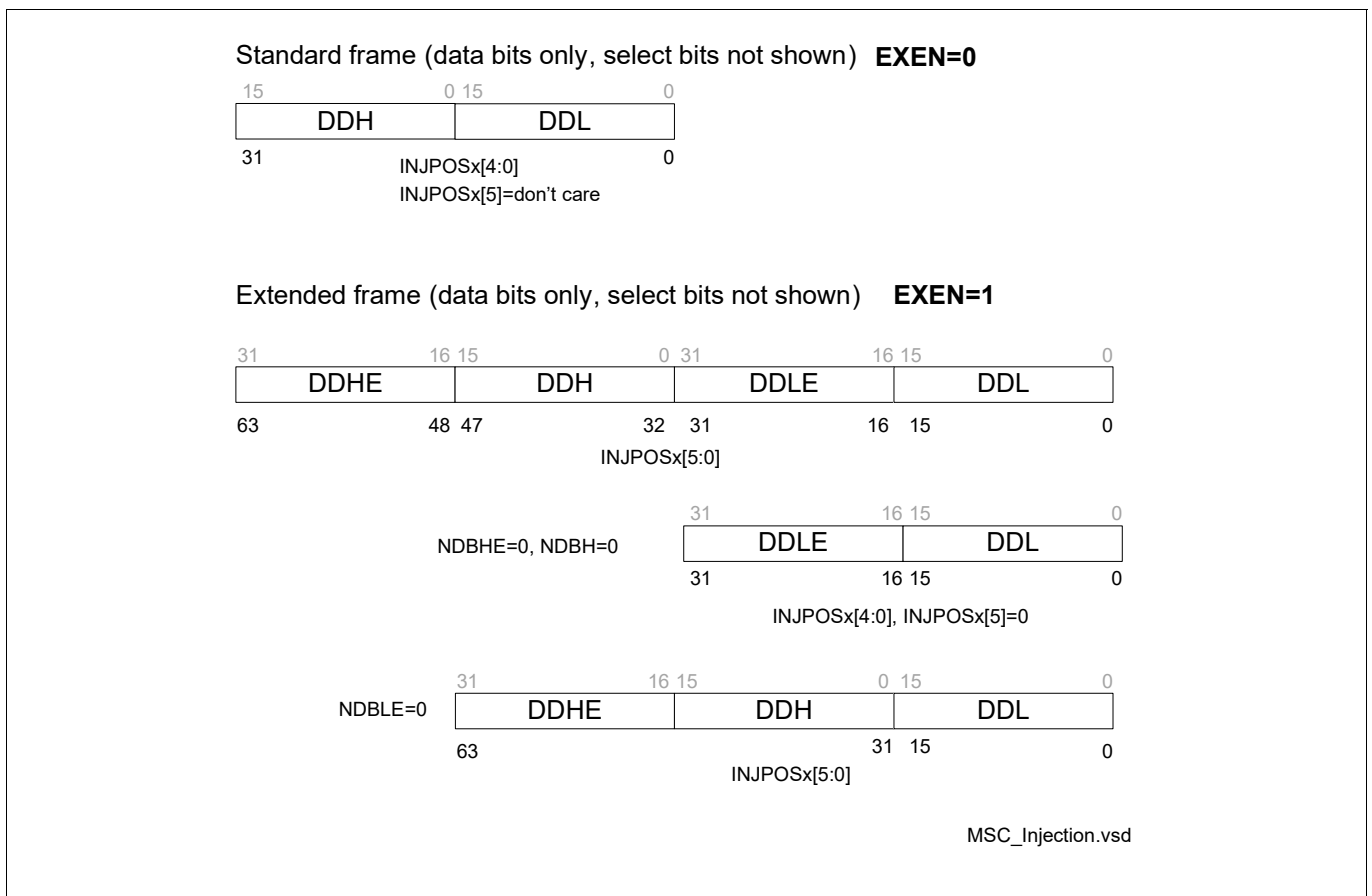 Standard frame (data bits only, select bits not shown) EXEN=0
15 0 15 0
DDH DDL
31 0
INJPOSx[4:0]
INJPOSx[5]=don't care
Extended frame (data bits only, select bits not shown) EXEN=1
31 16 15 0 31 16 15 0
DDHE DDH DDLE DDL
63 48 47 32 31 16 15 0
INJPOSx[5:0]
31 16 15 0
NDBHE=0, NDBH=0 DDLE DDL
31 16 15 0
INJPOSx[4:0], INJPOSx[5]=0
31 16 15 0 15 0
NDBLE=0 DDHE DDH DDL
63 31 15 0
INJPOSx[5:0]
MSC_Injection.vsd